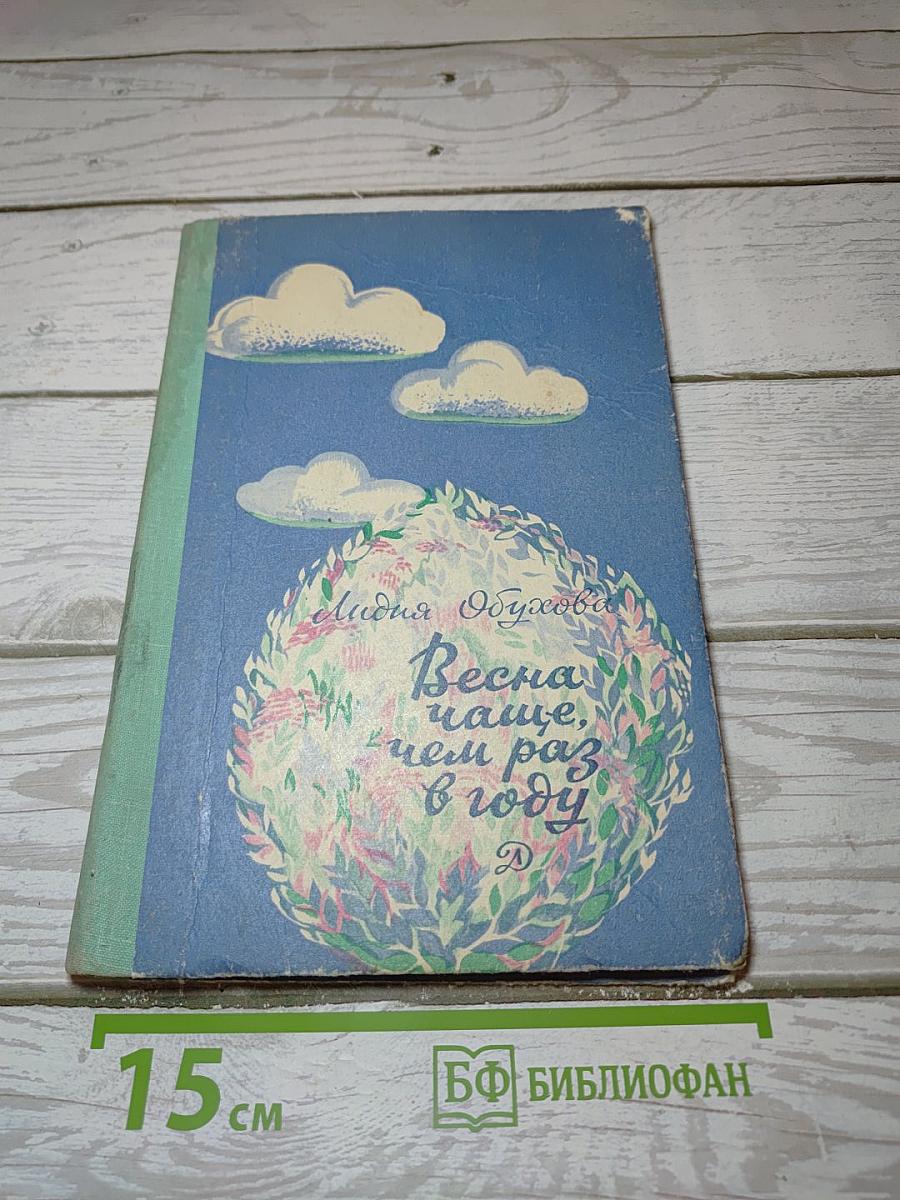 Лидия Обухова
Весна
чаще,
чем раз
в году
Д
15 см
БФ БИБЛИОФАН